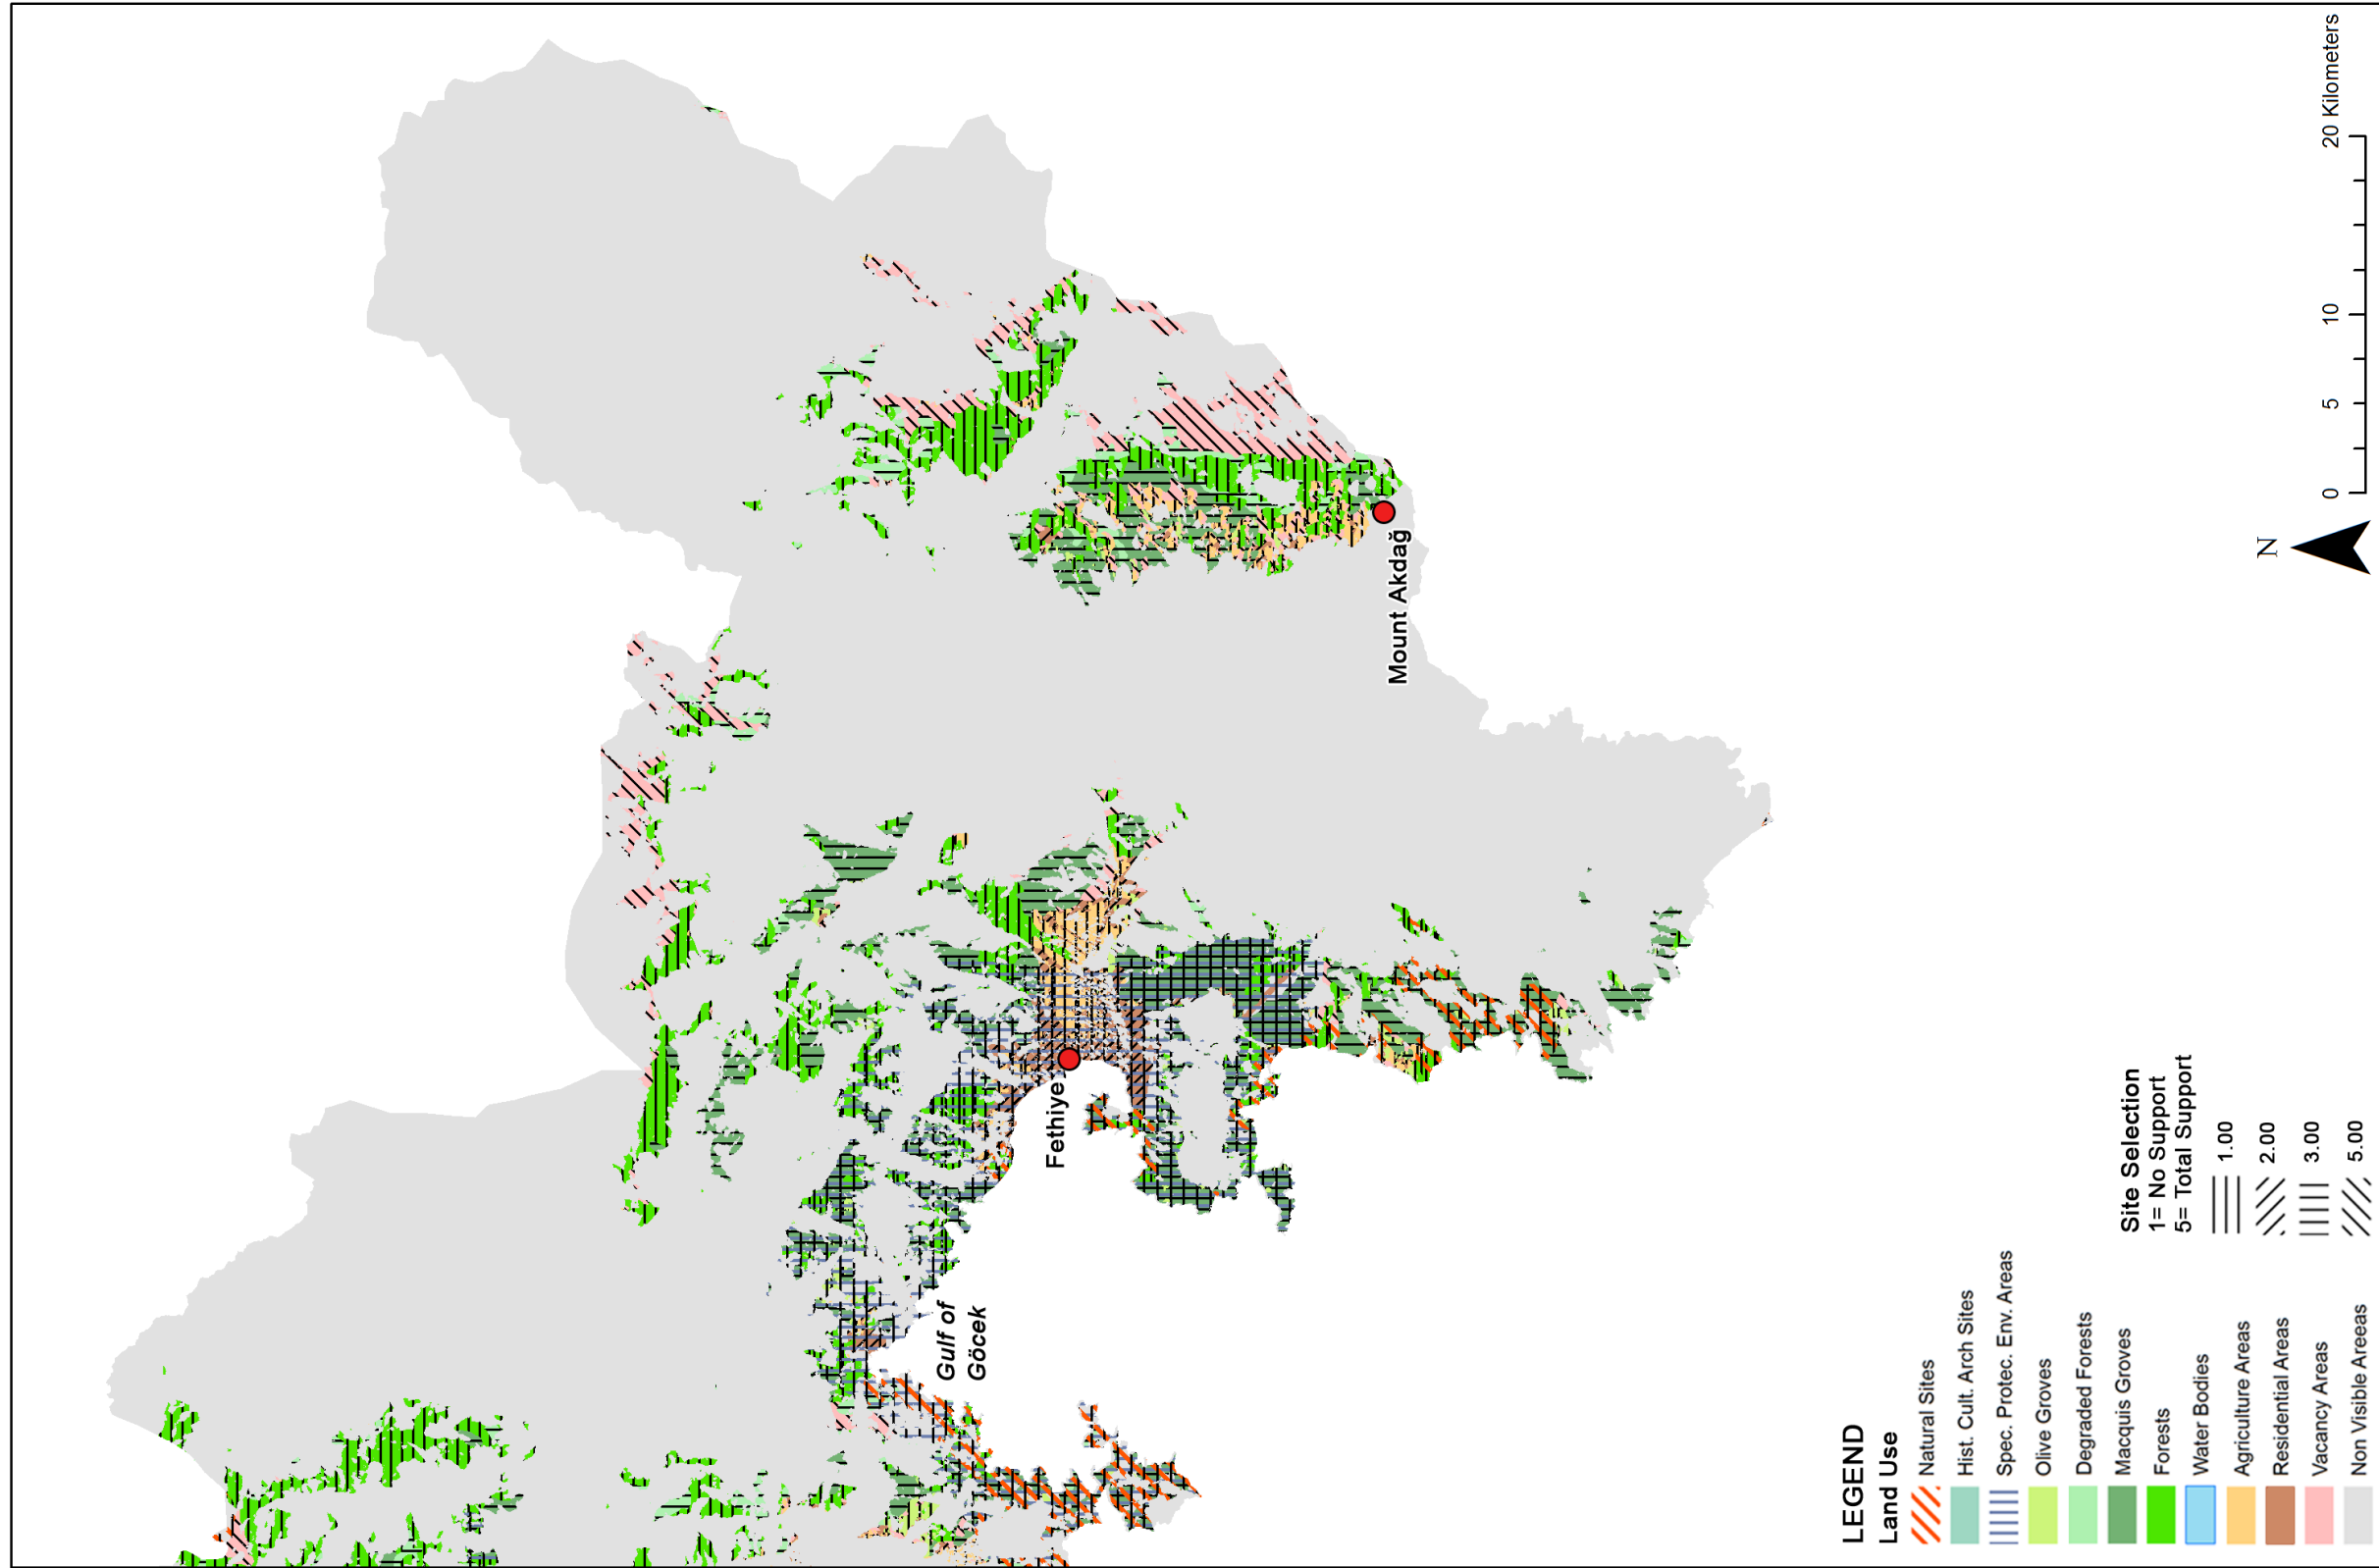 Gulf of
Göcek
Fethiye
Mount Akdağ
LEGEND
Land Use
Natural Sites
Hist. Cult. Arch Sites
Spec. Protec. Env. Areas
Olive Groves
Degraded Forests
Macquis Groves
Forests
Water Bodies
Agriculture Areas
Residential Areas
Vacancy Areas
Non Visible Areeas
Site Selection
1= No Support
5= Total Support
1.00
2.00
3.00
5.00
N
0 5 10 20 Kilometers